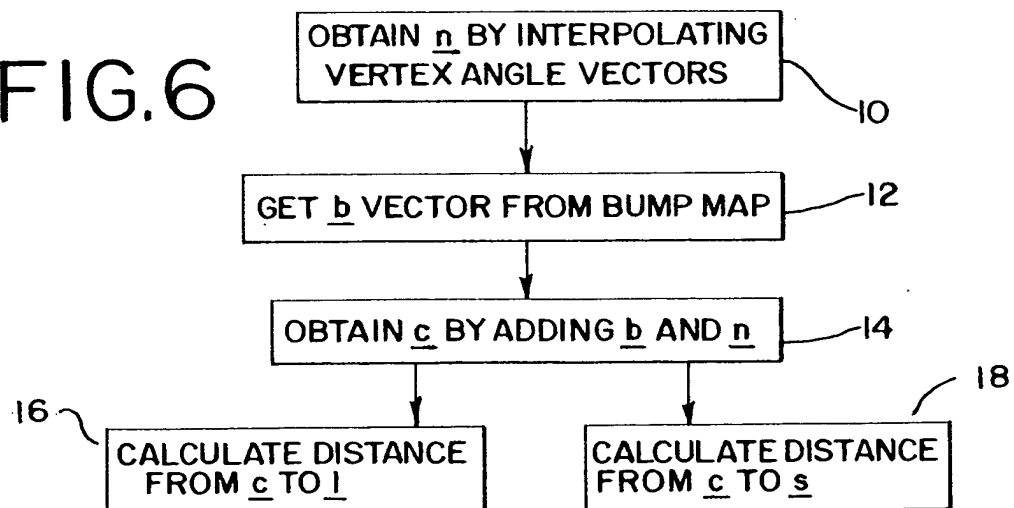 FIG.6
OBTAIN n BY INTERPOLATING
VERTEX ANGLE VECTORS
10
GET b VECTOR FROM BUMP MAP
12
OBTAIN c BY ADDING b AND n
14
16
CALCULATE DISTANCE
FROM c TO l
18
CALCULATE DISTANCE
FROM c TO s